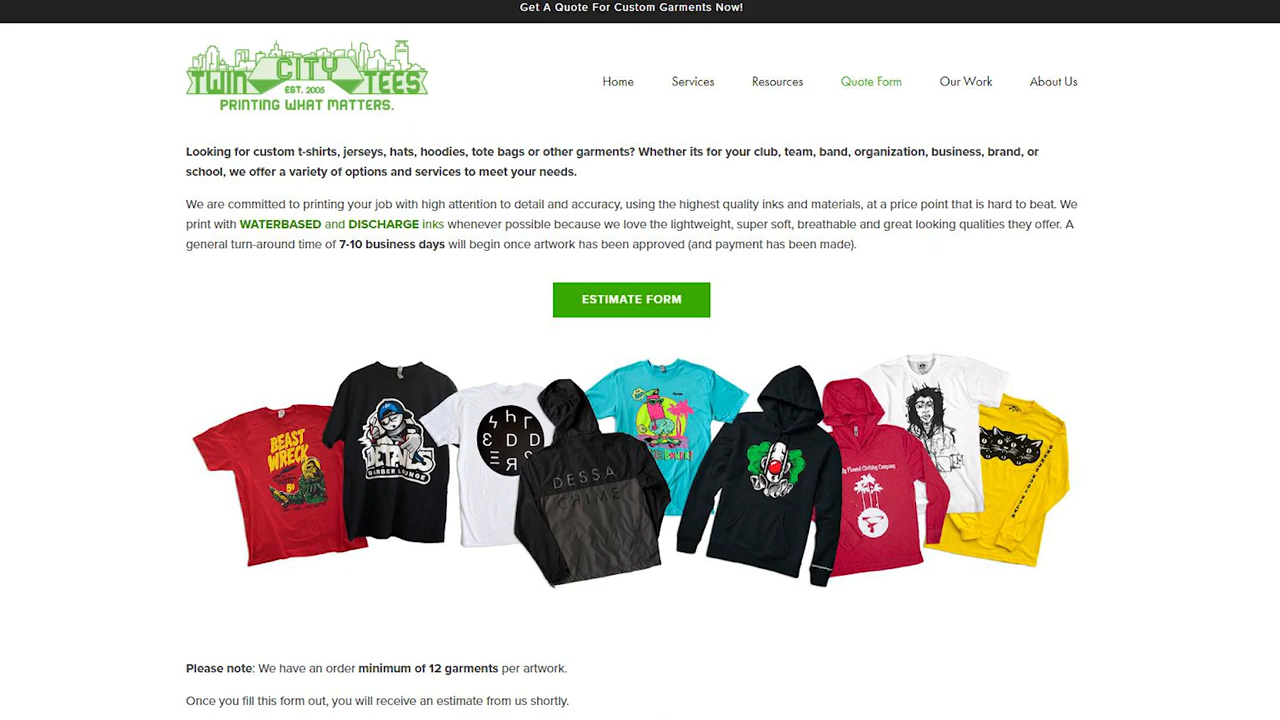 Get A Quote For Custom Garments Now!
TWIN CITY TEES
EST. 2005
PRINTING WHAT MATTERS.
Home Services Resources Quote Form Our Work About Us
Looking for custom t-shirts, jerseys, hats, hoodies, tote bags or other garments? Whether its for your club, team, band, organization, business, brand, or
school, we offer a variety of options and services to meet your needs.
We are committed to printing your job with high attention to detail and accuracy, using the highest quality inks and materials, at a price point that is hard to beat. We
print with WATERBASED and DISCHARGE inks whenever possible because we love the lightweight, super soft, breathable and great looking qualities they offer. A
general turn-around time of 7-10 business days will begin once artwork has been approved (and payment has been made).
ESTIMATE FORM
BEAST
WRECK
DETAILS
BARBER LOUNGE
DESSA
CHIME
Clothing Company
Please note: We have an order minimum of 12 garments per artwork.
Once you fill this form out, you will receive an estimate from us shortly.